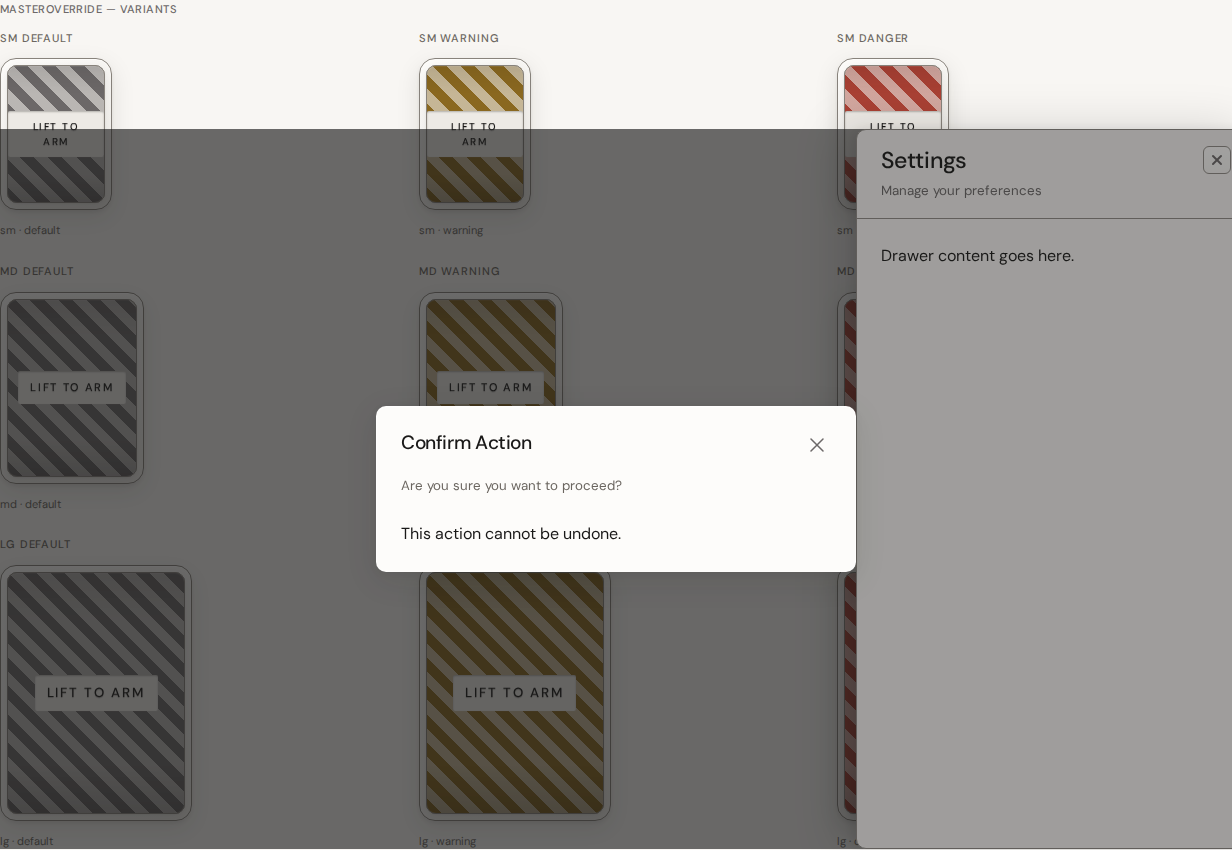 MASTEROVERRIDE — VARIANTS
SM DEFAULT
SM WARNING
SM DANGER
LIFT TO
ARM
LIFT TO
ARM
LIFT TO
sm · default
sm · warning
sm
Settings
Manage your preferences
Drawer content goes here.
MD DEFAULT
MD WARNING
MD
LIFT TO ARM
LIFT TO ARM
md · default
Confirm Action
Are you sure you want to proceed?
This action cannot be undone.
LG DEFAULT
LIFT TO ARM
LIFT TO ARM
lg · default
lg · warning
lg ·